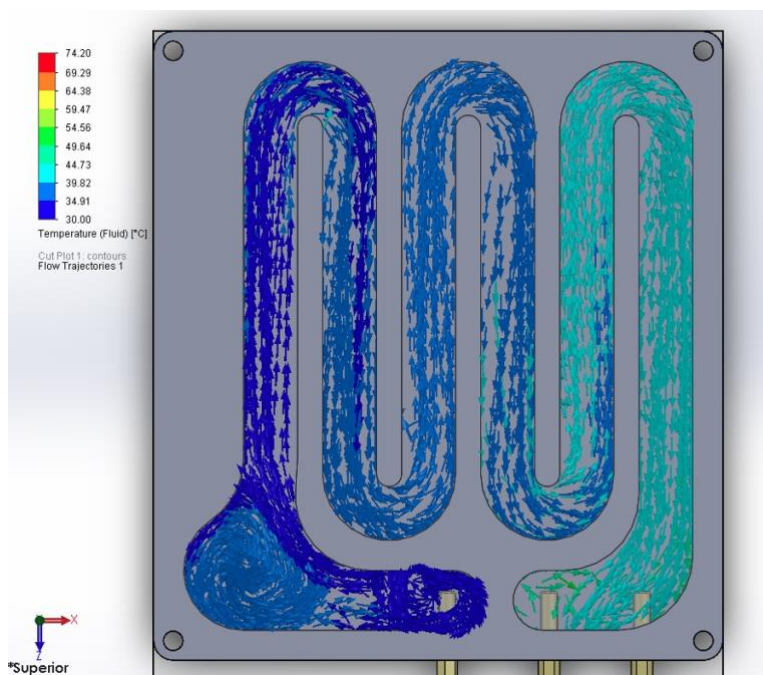 74.20
69.29
64.38
59.47
54.56
49.64
44.73
39.82
34.91
30.00
Temperature (Fluid) [°C]
Cut Plot 1: contours
Flow Trajectories 1
X
Z
*Superior